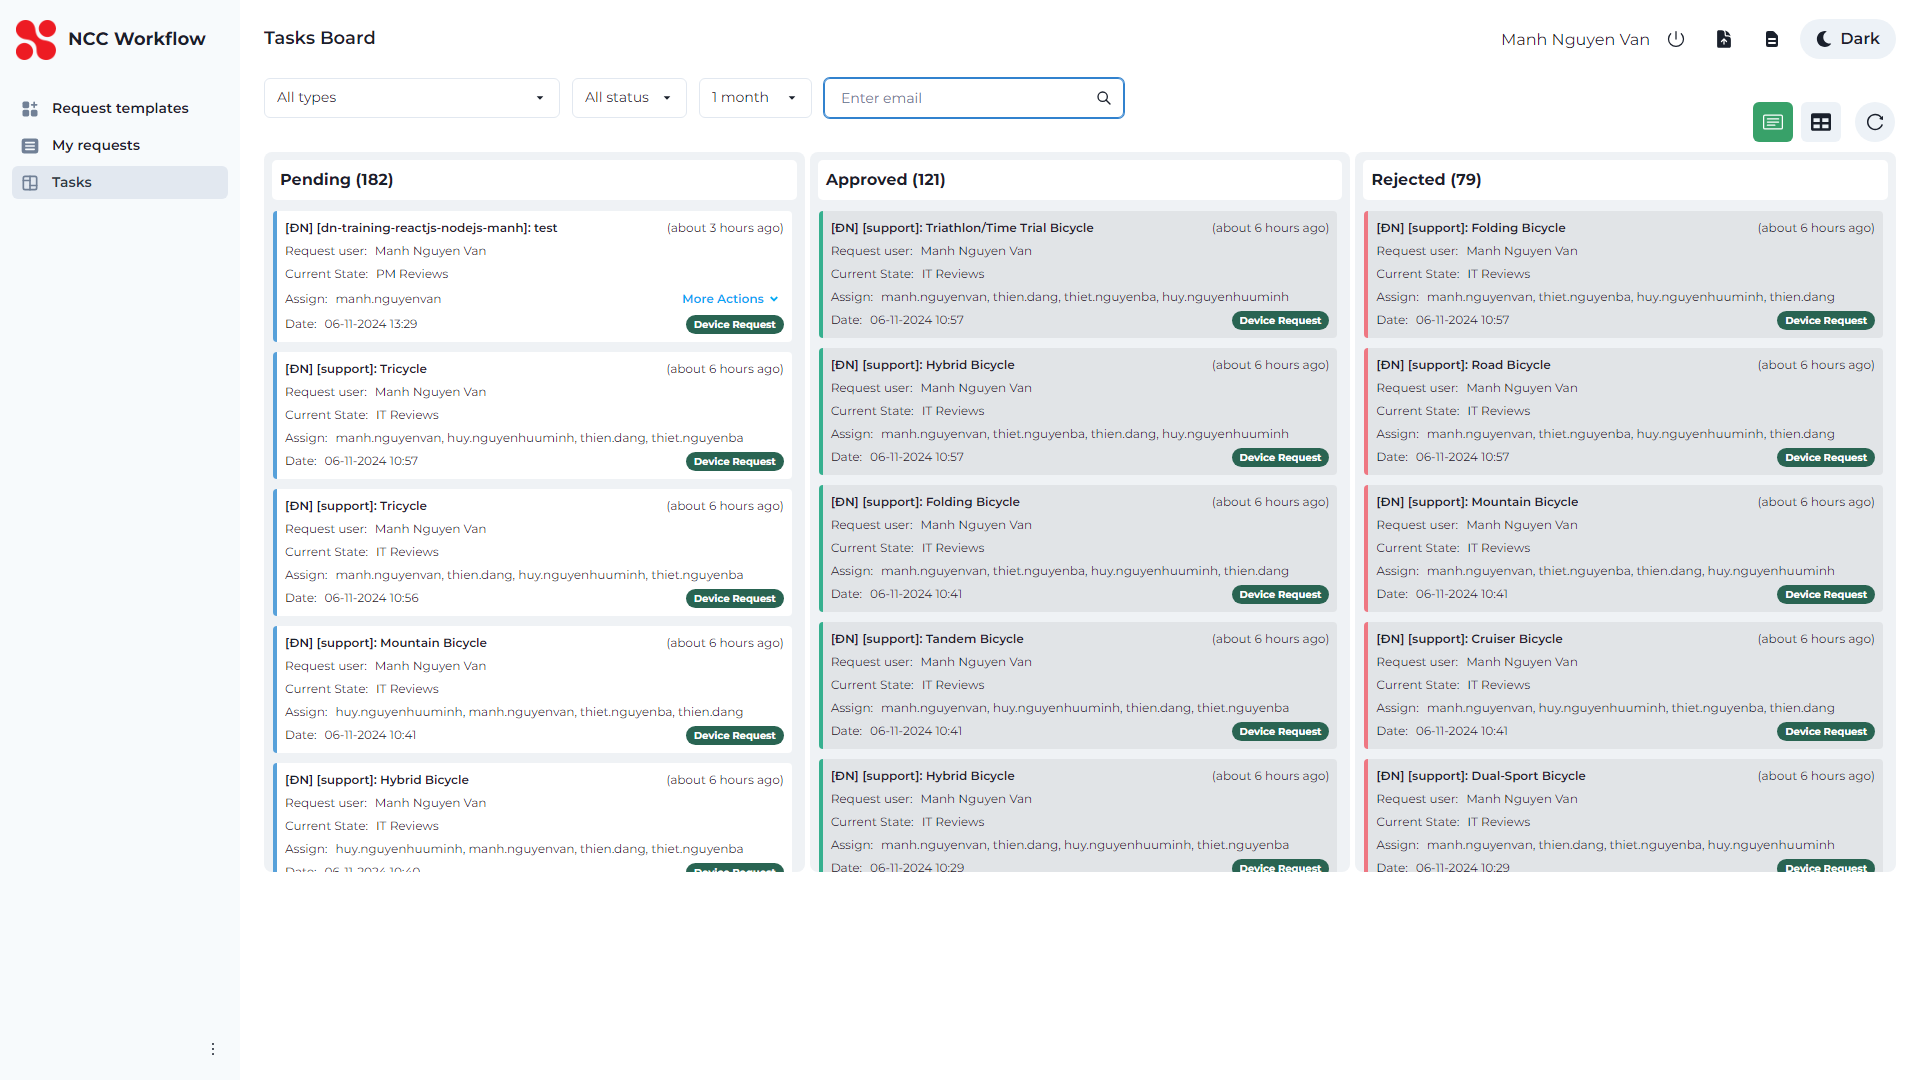 NCC Workflow
Request templates
My requests
Tasks
Tasks Board
Manh Nguyen Van
Dark
All types
All status
1 month
Enter email
Pending (182)
[ĐN] [dn-training-reactjs-nodejs-manh]: test (about 3 hours ago)
Request user: Manh Nguyen Van
Current State: PM Reviews
Assign: manh.nguyenvan More Actions
Date: 06-11-2024 13:29 Device Request
[ĐN] [support]: Tricycle (about 6 hours ago)
Request user: Manh Nguyen Van
Current State: IT Reviews
Assign: manh.nguyenvan, huy.nguyenhuuminh, thien.dang, thiet.nguyenba
Date: 06-11-2024 10:57 Device Request
[ĐN] [support]: Tricycle (about 6 hours ago)
Request user: Manh Nguyen Van
Current State: IT Reviews
Assign: manh.nguyenvan, thien.dang, huy.nguyenhuuminh, thiet.nguyenba
Date: 06-11-2024 10:56 Device Request
[ĐN] [support]: Mountain Bicycle (about 6 hours ago)
Request user: Manh Nguyen Van
Current State: IT Reviews
Assign: huy.nguyenhuuminh, manh.nguyenvan, thiet.nguyenba, thien.dang
Date: 06-11-2024 10:41 Device Request
[ĐN] [support]: Hybrid Bicycle (about 6 hours ago)
Request user: Manh Nguyen Van
Current State: IT Reviews
Assign: huy.nguyenhuuminh, manh.nguyenvan, thien.dang, thiet.nguyenba
Date: 06-11-2024 10:40 Device Request
Approved (121)
[ĐN] [support]: Triathlon/Time Trial Bicycle (about 6 hours ago)
Request user: Manh Nguyen Van
Current State: IT Reviews
Assign: manh.nguyenvan, thien.dang, thiet.nguyenba, huy.nguyenhuuminh
Date: 06-11-2024 10:57 Device Request
[ĐN] [support]: Hybrid Bicycle (about 6 hours ago)
Request user: Manh Nguyen Van
Current State: IT Reviews
Assign: manh.nguyenvan, thiet.nguyenba, thien.dang, huy.nguyenhuuminh
Date: 06-11-2024 10:57 Device Request
[ĐN] [support]: Folding Bicycle (about 6 hours ago)
Request user: Manh Nguyen Van
Current State: IT Reviews
Assign: manh.nguyenvan, thiet.nguyenba, huy.nguyenhuuminh, thien.dang
Date: 06-11-2024 10:41 Device Request
[ĐN] [support]: Tandem Bicycle (about 6 hours ago)
Request user: Manh Nguyen Van
Current State: IT Reviews
Assign: manh.nguyenvan, huy.nguyenhuuminh, thien.dang, thiet.nguyenba
Date: 06-11-2024 10:41 Device Request
[ĐN] [support]: Hybrid Bicycle (about 6 hours ago)
Request user: Manh Nguyen Van
Current State: IT Reviews
Assign: manh.nguyenvan, thien.dang, huy.nguyenhuuminh, thiet.nguyenba
Date: 06-11-2024 10:29 Device Request
Rejected (79)
[ĐN] [support]: Folding Bicycle (about 6 hours ago)
Request user: Manh Nguyen Van
Current State: IT Reviews
Assign: manh.nguyenvan, thiet.nguyenba, huy.nguyenhuuminh, thien.dang
Date: 06-11-2024 10:57 Device Request
[ĐN] [support]: Road Bicycle (about 6 hours ago)
Request user: Manh Nguyen Van
Current State: IT Reviews
Assign: manh.nguyenvan, thiet.nguyenba, huy.nguyenhuuminh, thien.dang
Date: 06-11-2024 10:57 Device Request
[ĐN] [support]: Mountain Bicycle (about 6 hours ago)
Request user: Manh Nguyen Van
Current State: IT Reviews
Assign: manh.nguyenvan, thiet.nguyenba, thien.dang, huy.nguyenhuuminh
Date: 06-11-2024 10:41 Device Request
[ĐN] [support]: Cruiser Bicycle (about 6 hours ago)
Request user: Manh Nguyen Van
Current State: IT Reviews
Assign: manh.nguyenvan, huy.nguyenhuuminh, thiet.nguyenba, thien.dang
Date: 06-11-2024 10:41 Device Request
[ĐN] [support]: Dual-Sport Bicycle (about 6 hours ago)
Request user: Manh Nguyen Van
Current State: IT Reviews
Assign: manh.nguyenvan, thien.dang, thiet.nguyenba, huy.nguyenhuuminh
Date: 06-11-2024 10:29 Device Request